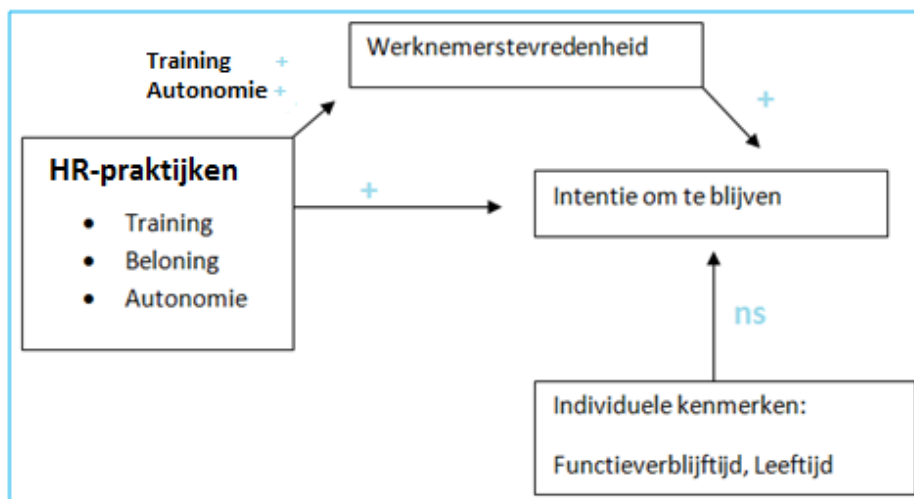 Werknemerstevredenheid
Training +
Autonomie +
+
HR-praktijken
• Training
• Beloning
• Autonomie
+
Intentie om te blijven
ns
Individuele kenmerken:
Functieverblijftijd, Leeftijd